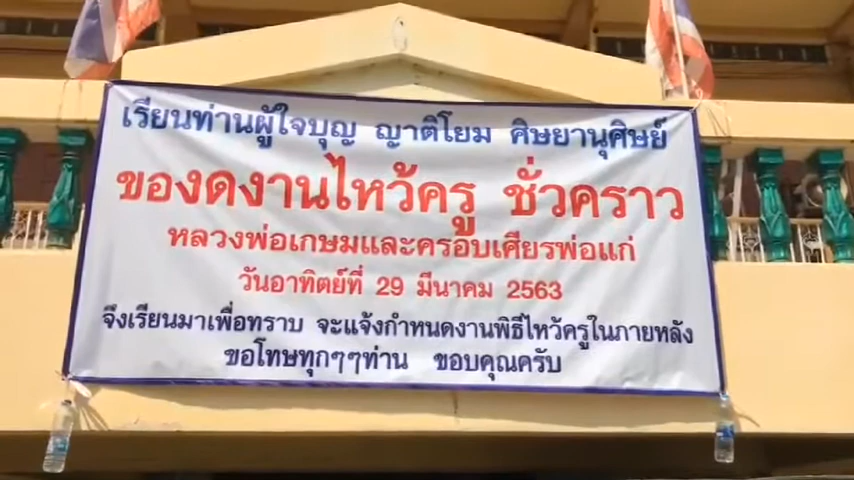 เรียนท่านผู้ใจบุญ ญาติโยม ศิษยานุศิษย์
ของดงานไหว้ครู ชั่วคราว
หลวงพ่อเกษมและครอบเศียรพ่อแก่
วันอาทิตย์ที่ 29 มีนาคม 2563
จึงเรียนมาเพื่อทราบ จะแจ้งกำหนดงานพิธีไหว้ครูในภายหลัง
ขอโทษทุกๆๆท่าน ขอบคุณครับ